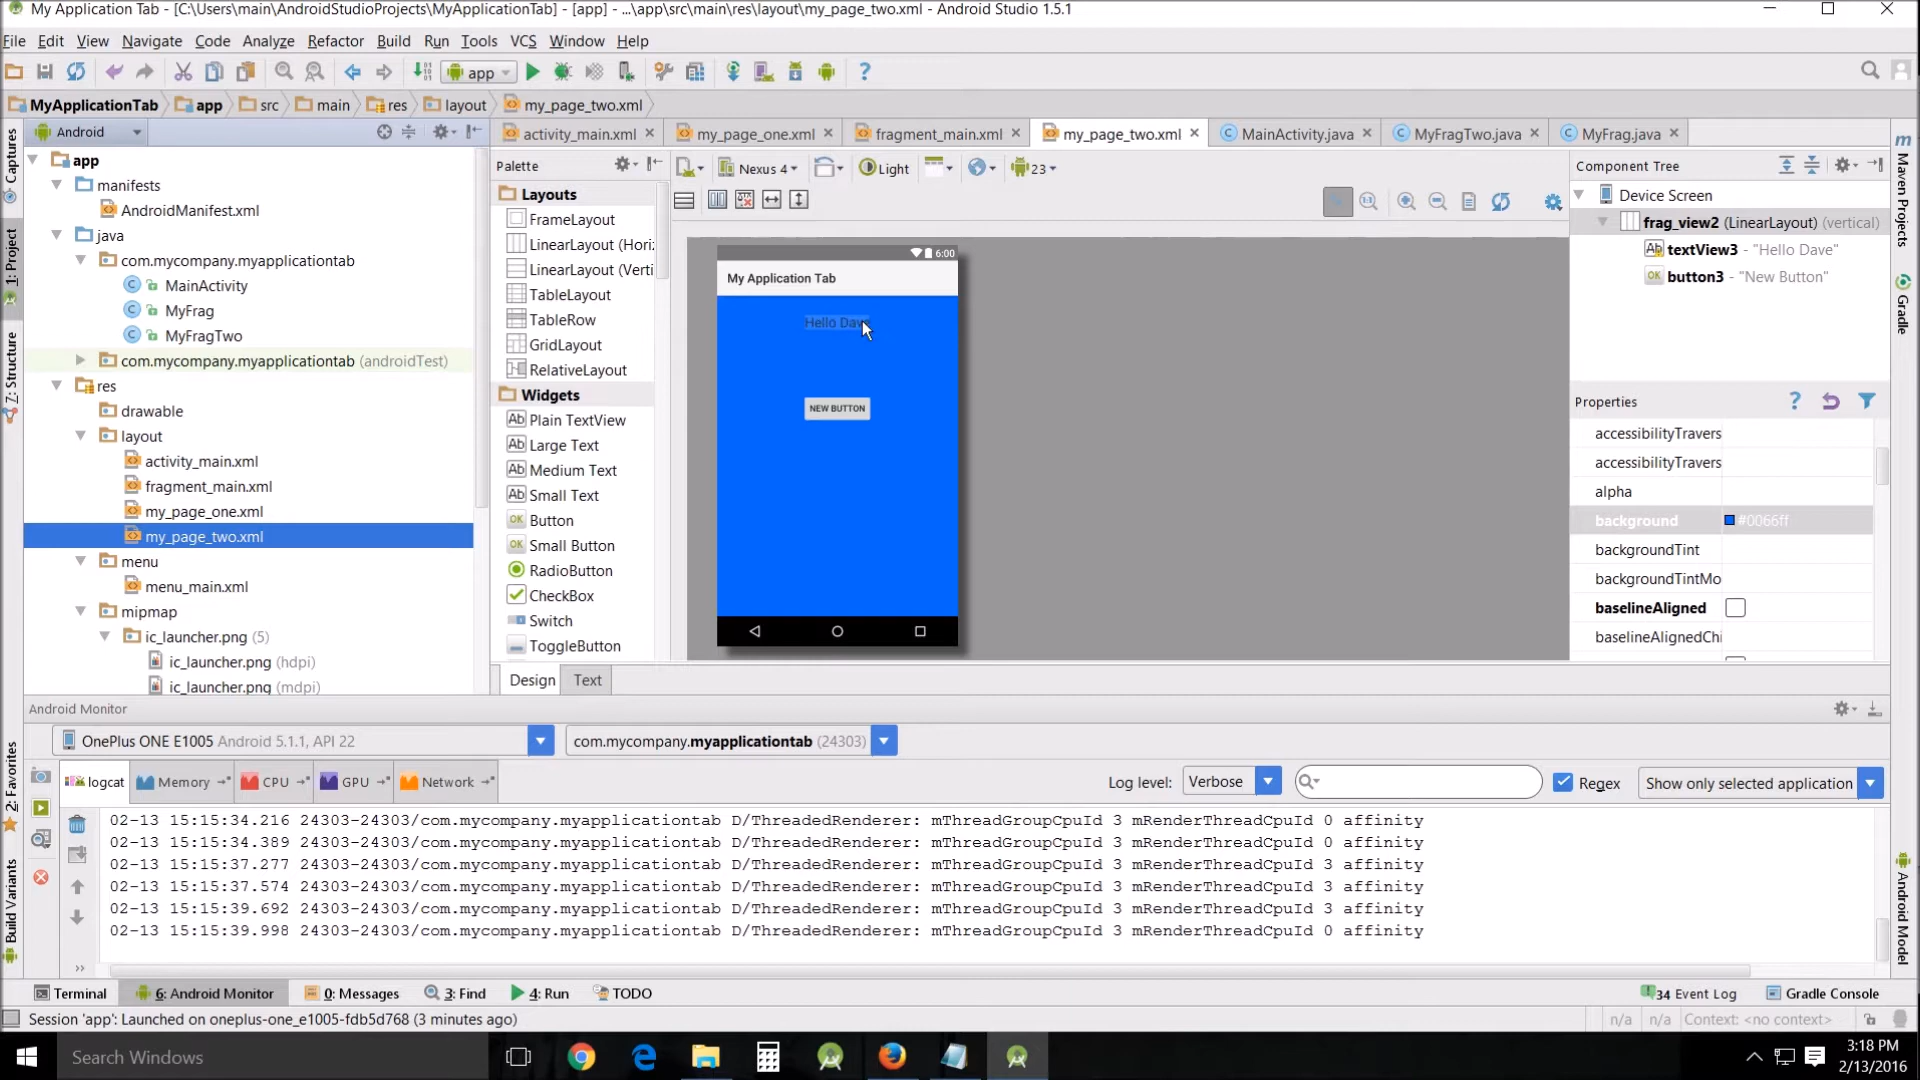 Android Tab - [C:\Users\main\AndroidStudioProjects\MyApplicationTab] - [app] - ...\app\src\main\res\layout\my_page_two.xml - Android Studio 1.5.1
File Edit View Navigate Code Analyze Refactor Build Run Tools VCS Window Help
app
MyApplicationTab app src main res layout my_page_two.xml
Android
activity_main.xml my_page_one.xml fragment_main.xml my_page_two.xml MainActivity.java MyFragTwo.java MyFrag.java
Captures
1: Project
Z: Structure
2: Favorites
Build Variants
app
manifests
AndroidManifest.xml
java
com.mycompany.myapplicationtab
MainActivity
MyFrag
MyFragTwo
com.mycompany.myapplicationtab (androidTest)
res
drawable
layout
activity_main.xml
fragment_main.xml
my_page_one.xml
my_page_two.xml
menu
menu_main.xml
mipmap
ic_launcher.png (5)
ic_launcher.png (hdpi)
ic_launcher.png (mdpi)
Palette
Layouts
FrameLayout
LinearLayout (Hori:
LinearLayout (Verti
TableLayout
TableRow
GridLayout
RelativeLayout
Widgets
Plain TextView
Large Text
Medium Text
Small Text
Button
Small Button
RadioButton
CheckBox
Switch
ToggleButton
Nexus 4 Light 23
6:00
My Application Tab
Hello Dave
NEW BUTTON
Design Text
Component Tree
Device Screen
frag_view2 (LinearLayout) (vertical)
textView3 - "Hello Dave"
button3 - "New Button"
Properties
accessibilityTravers
accessibilityTravers
alpha
background #0066ff
backgroundTint
backgroundTintMo
baselineAligned
baselineAlignedChi
Maven Projects
Gradle
Android Model
Android Monitor
OnePlus ONE E1005 Android 5.1.1, API 22 com.mycompany.myapplicationtab (24303)
logcat Memory CPU GPU Network Log level: Verbose Regex Show only selected application
02-13 15:15:34.216 24303-24303/com.mycompany.myapplicationtab D/ThreadedRenderer: mThreadGroupCpuId 3 mRenderThreadCpuId 0 affinity
02-13 15:15:34.389 24303-24303/com.mycompany.myapplicationtab D/ThreadedRenderer: mThreadGroupCpuId 3 mRenderThreadCpuId 0 affinity
02-13 15:15:37.277 24303-24303/com.mycompany.myapplicationtab D/ThreadedRenderer: mThreadGroupCpuId 3 mRenderThreadCpuId 3 affinity
02-13 15:15:37.574 24303-24303/com.mycompany.myapplicationtab D/ThreadedRenderer: mThreadGroupCpuId 3 mRenderThreadCpuId 3 affinity
02-13 15:15:39.692 24303-24303/com.mycompany.myapplicationtab D/ThreadedRenderer: mThreadGroupCpuId 3 mRenderThreadCpuId 3 affinity
02-13 15:15:39.998 24303-24303/com.mycompany.myapplicationtab D/ThreadedRenderer: mThreadGroupCpuId 3 mRenderThreadCpuId 0 affinity
Terminal 6: Android Monitor 0: Messages 3: Find 4: Run TODO 34 Event Log Gradle Console
Session 'app': Launched on oneplus-one_e1005-fdb5d768 (3 minutes ago) n/a n/a Context: <no context>
Search Windows
3:18 PM
2/13/2016